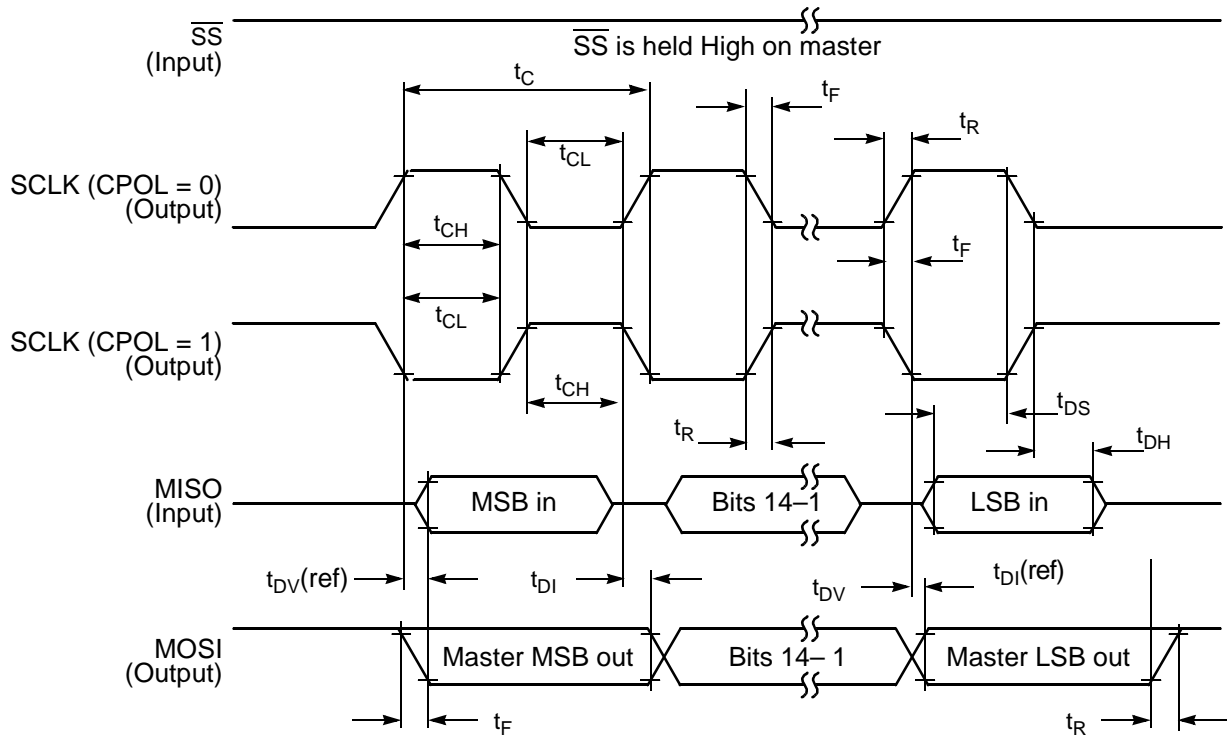 SS
(Input)
SS is held High on master
tC
tF
tR
tCL
SCLK (CPOL = 0)
(Output)
tCH
tF
tCL
SCLK (CPOL = 1)
(Output)
tCH
tDS
tR
tDH
MISO
(Input)
MSB in
Bits 14–1
LSB in
tDV(ref)
tDI
tDV
tDI(ref)
MOSI
(Output)
Master MSB out
Bits 14– 1
Master LSB out
tF
tR